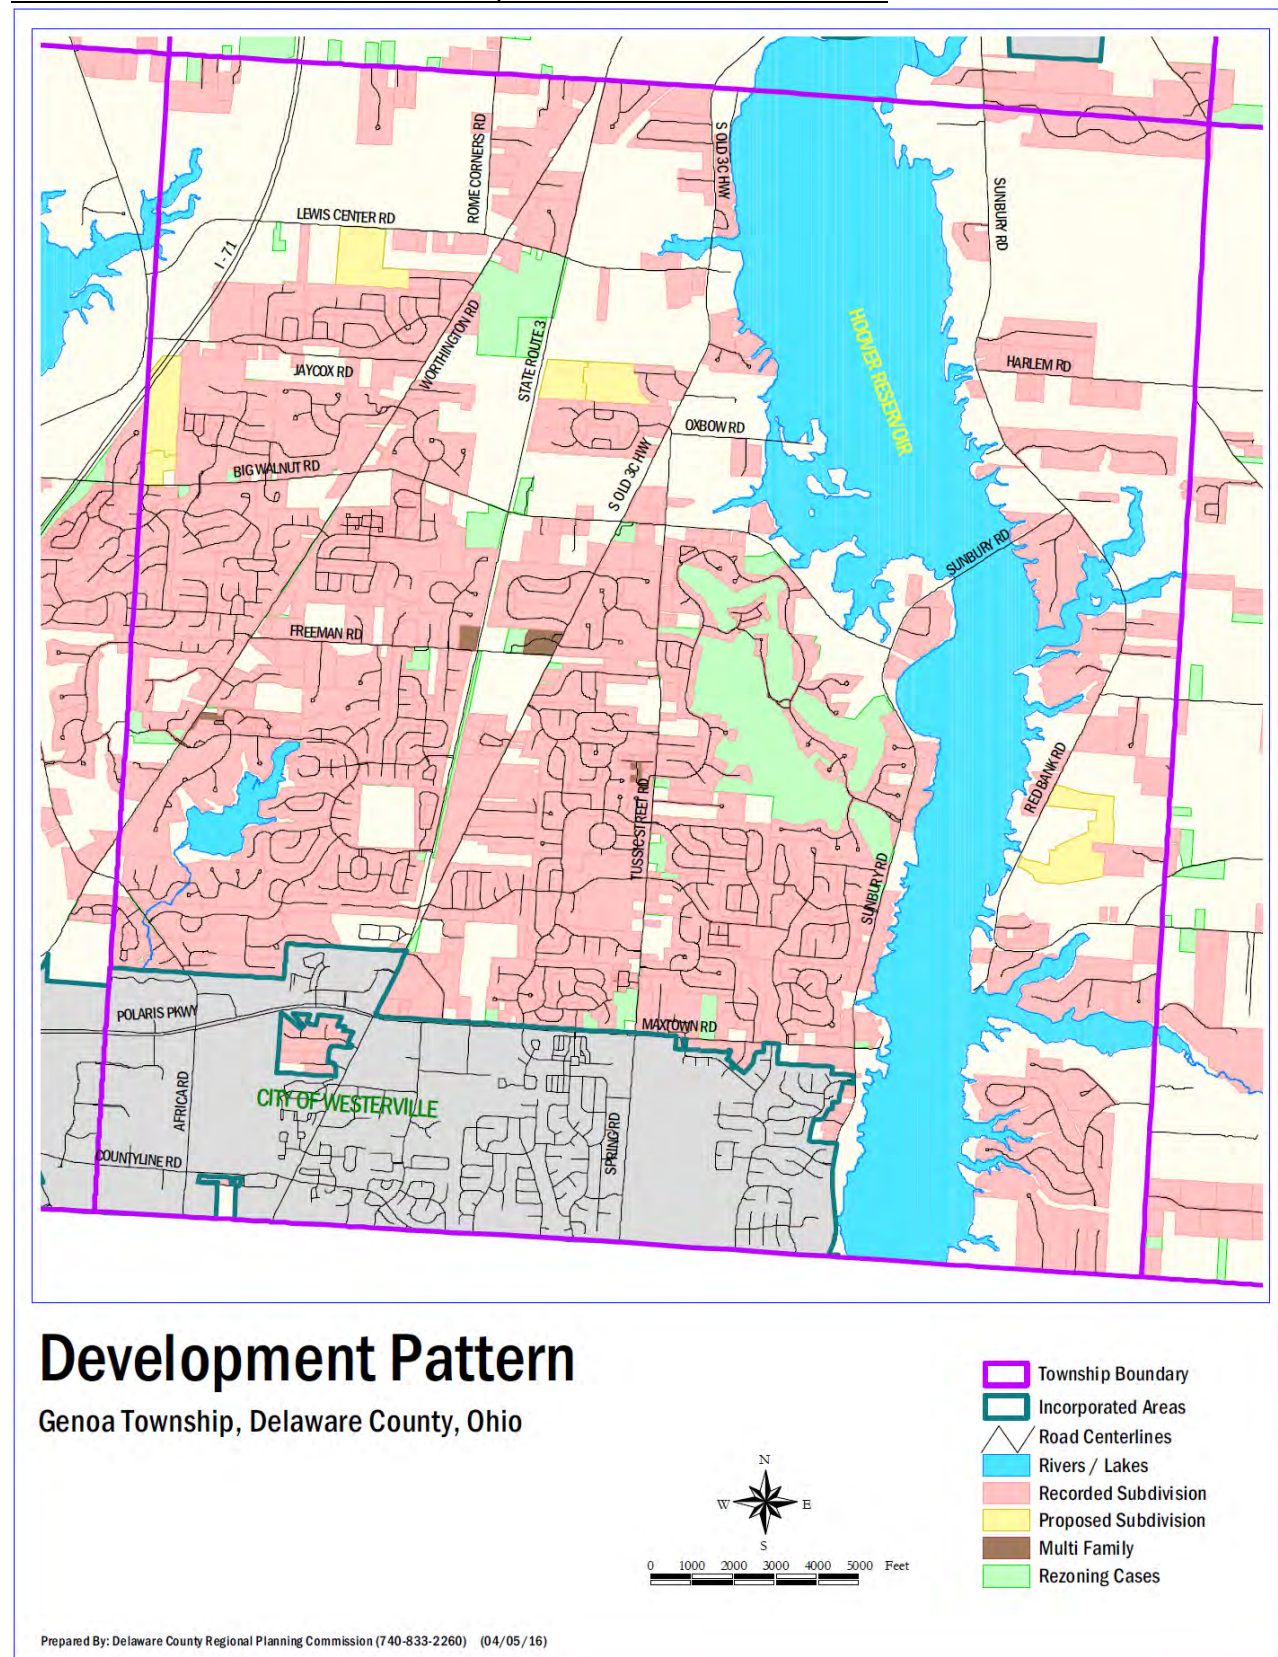 S OLD 3C HWY
ROME CORNERS RD
SUNBURY RD
LEWIS CENTER RD
I - 71
HOOVER RESERVOIR
WORTHINGTON RD
STATE ROUTE 3
HARLEM RD
JAYCOX RD
OXBOW RD
S OLD 3C HWY
BIG WALNUT RD
SUNBURY RD
FREEMAN RD
RED BANK RD
TUSSIC STREET RD
SUNBURY RD
POLARIS PKWY
MAXTOWN RD
AFRICA RD
CITY OF WESTERVILLE
SPRING RD
COUNTYLINE RD
Development Pattern
Genoa Township, Delaware County, Ohio
Township Boundary
Incorporated Areas
Road Centerlines
Rivers / Lakes
Recorded Subdivision
Proposed Subdivision
Multi Family
Rezoning Cases
N
W E
S
0 1000 2000 3000 4000 5000 Feet
Prepared By: Delaware County Regional Planning Commission (740-833-2260) (04/05/16)